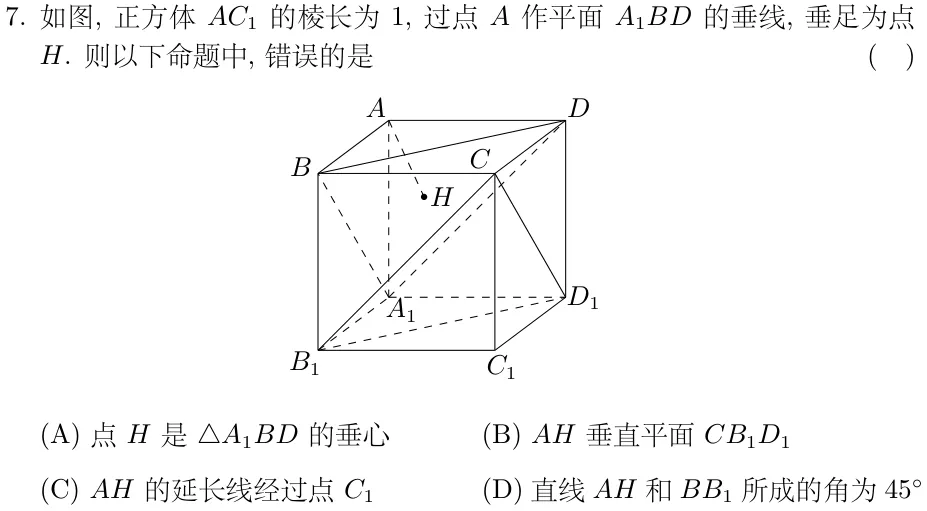 7. 如图, 正方体 AC₁ 的棱长为 1, 过点 A 作平面 A₁BD 的垂线, 垂足为点
H. 则以下命题中, 错误的是 ( )
A D
B C
H
A₁ D₁
B₁ C₁
(A) 点 H 是 △A₁BD 的垂心 (B) AH 垂直平面 CB₁D₁
(C) AH 的延长线经过点 C₁ (D) 直线 AH 和 BB₁ 所成的角为 45°